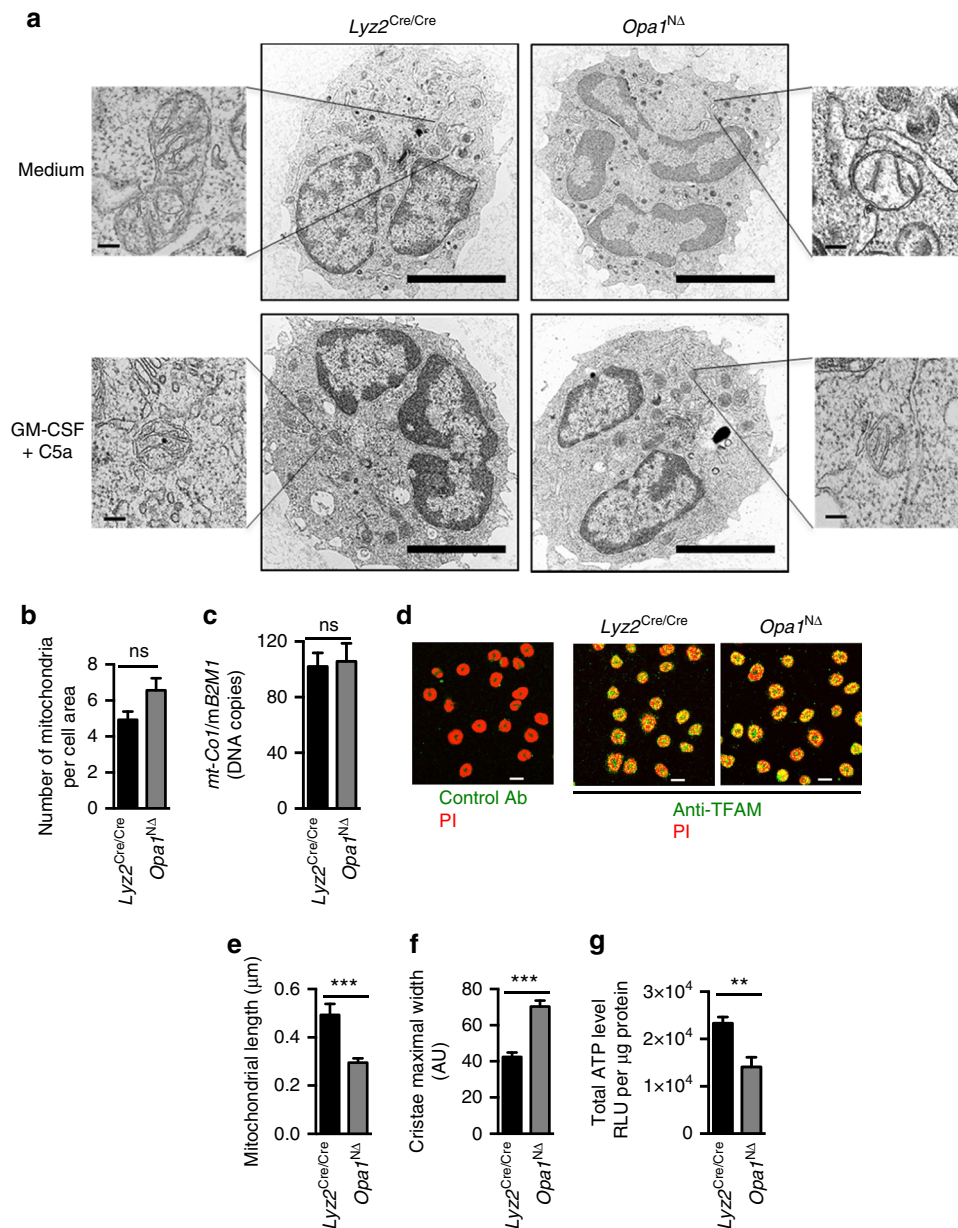 a
Lyz2Cre/Cre
Opa1NΔ
Medium
GM-CSF
+ C5a
b
Number of mitochondria
per cell area
8
6
4
2
0
ns
Lyz2Cre/Cre
Opa1NΔ
c
mt-Co1/mB2M1
(DNA copies)
120
80
40
0
ns
Lyz2Cre/Cre
Opa1NΔ
d
Lyz2Cre/Cre
Opa1NΔ
Control Ab
PI
Anti-TFAM
PI
e
Mitochondrial length (μm)
0.6
0.4
0.2
0.0
***
Lyz2Cre/Cre
Opa1NΔ
f
Cristae maximal width
(AU)
80
60
40
20
0
***
Lyz2Cre/Cre
Opa1NΔ
g
Total ATP level
RLU per μg protein
3×10⁴
2×10⁴
1×10⁴
0
**
Lyz2Cre/Cre
Opa1NΔ